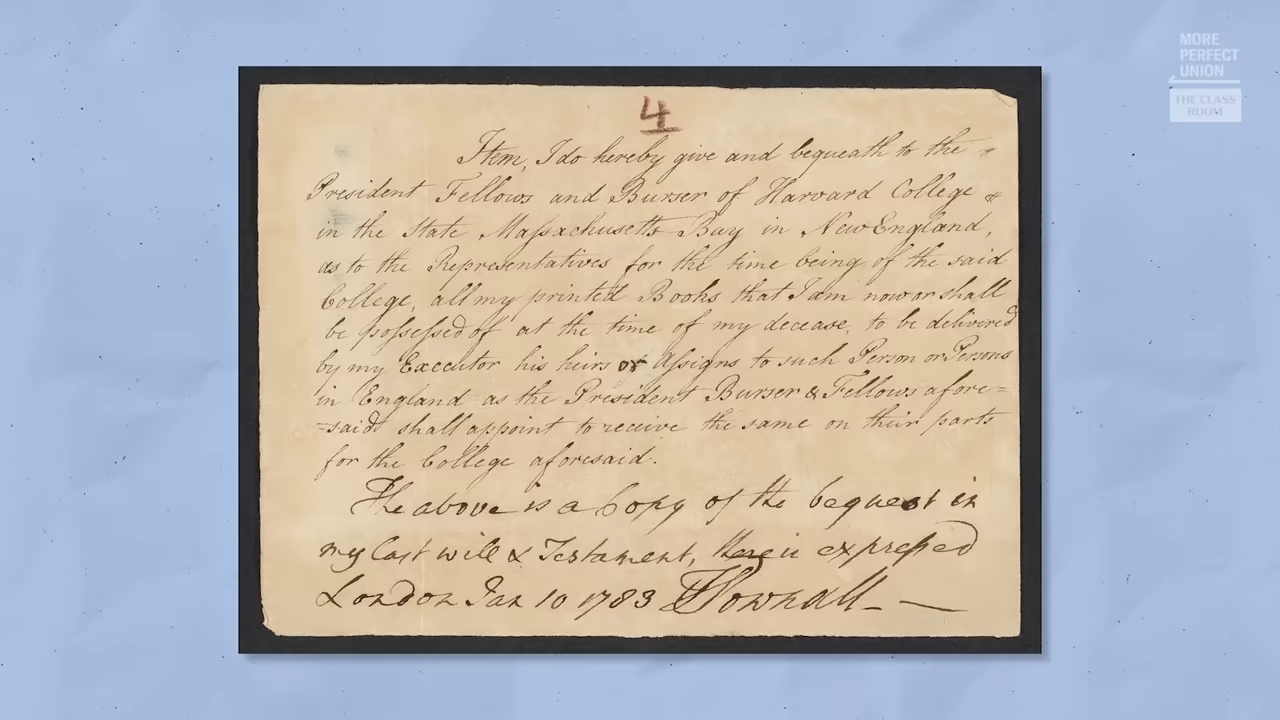 MORE
PERFECT
UNION
THE CLASS
ROOM
4
Item, I do hereby give and bequeath to the
President Fellows and Burser of Harvard College
in the State Massachusetts Bay in New England,
as to the Representatives for the time being of the said
College, all my printed Books that I am now or shall
be possessed of at the time of my decease, to be delivered
by my Executor his heirs or Assigns to such Person or Persons
in England as the President Burser & Fellows afore=
=said shall appoint to receive the same on their parts
for the College aforesaid.
The above is a Copy of the bequest in
my last will & Testament, therein expressed
London Jan 10 1783 T Pownall